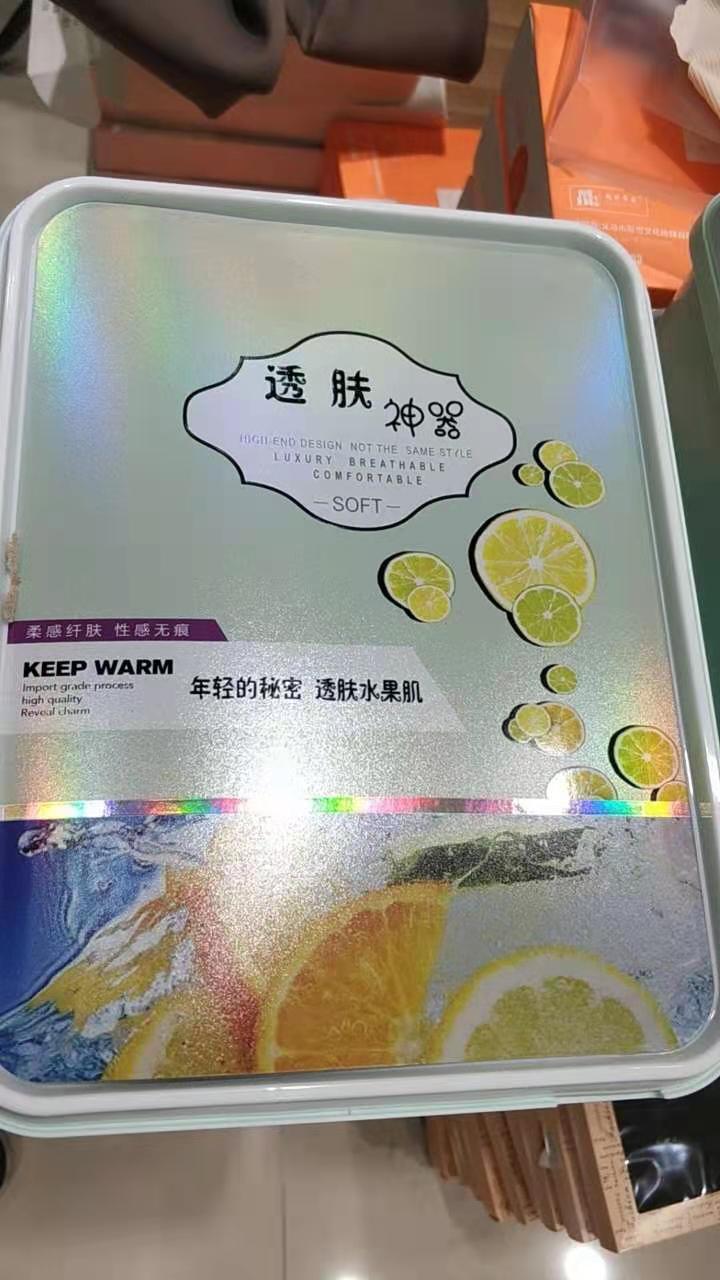 透肤神器
HIGH-END DESIGN NOT THE SAME STYLE
LUXURY BREATHABLE
COMFORTABLE
—SOFT—
柔感纤肤 性感无痕
KEEP WARM
Import grade process
high quality
Reveal charm
年轻的秘密 透肤水果肌